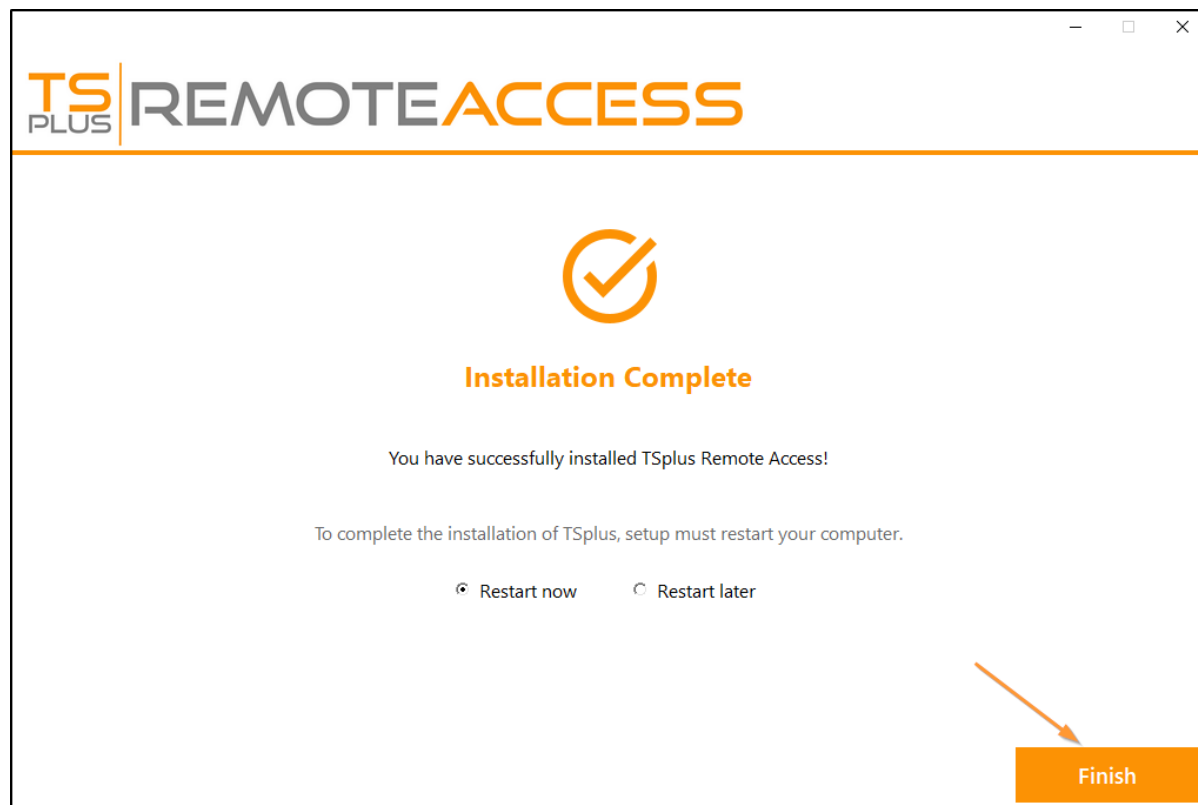 TS PLUS REMOTEACCESS
Installation Complete
You have successfully installed TSplus Remote Access!
To complete the installation of TSplus, setup must restart your computer.
Restart now Restart later
Finish